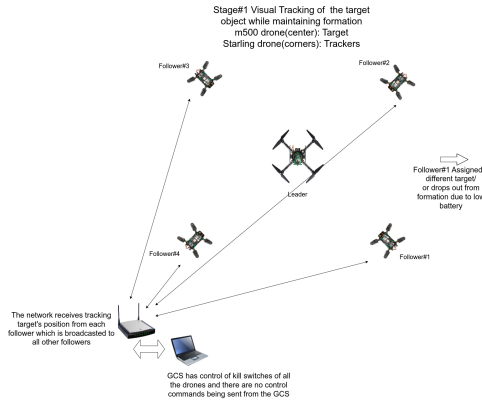 Stage#1 Visual Tracking of the target
object while maintaining formation
m500 drone(center): Target
Starling drone(corners): Trackers
Follower#3
Follower#2
Leader
Follower#1 Assigned
different target/
or drops out from
formation due to low
battery
Follower#4
Follower#1
The network receives tracking
target's position from each
follower which is broadcasted to
all other followers
GCS has control of kill switches of all
the drones and there are no control
commands being sent from the GCS